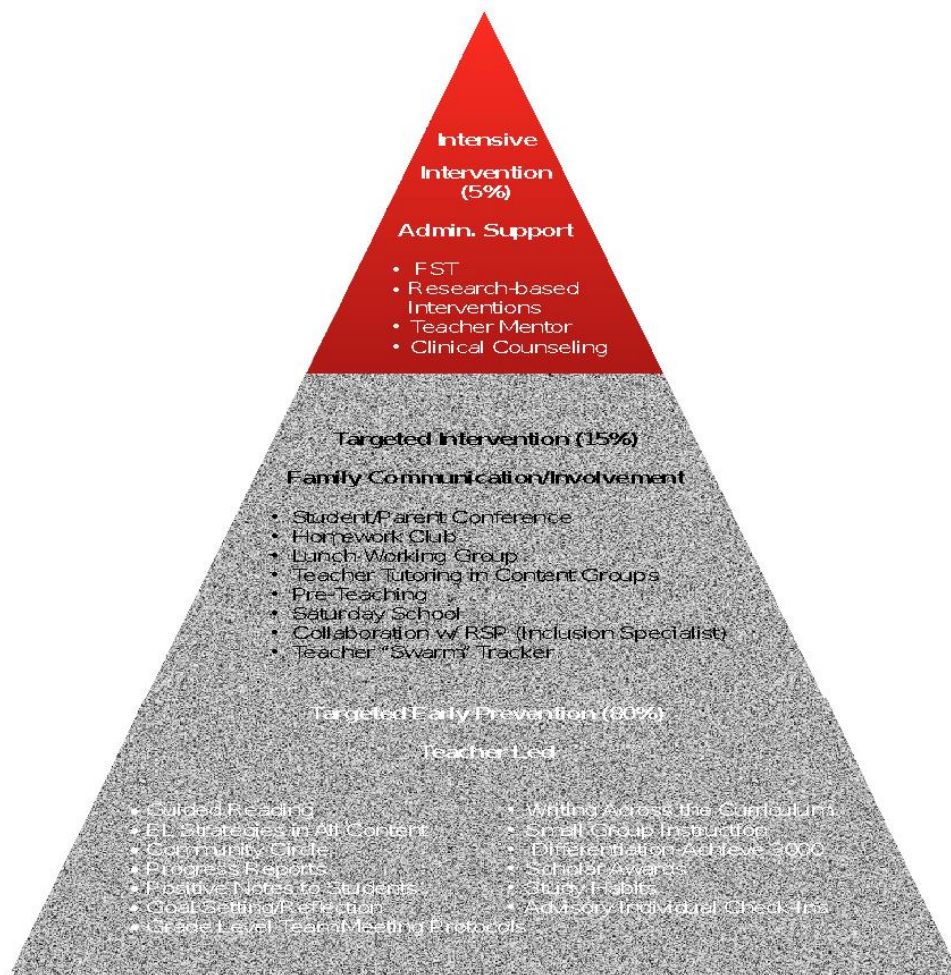 Intensive
Intervention
(5%)
Admin. Support
• FST
• Research-based
Interventions
• Teacher Mentor
• Clinical Counseling
Targeted Intervention (15%)
Family Communication/Involvement
• Student/Parent Conference
• Homework Club
• Lunch Working Group
• Teacher Tutoring in Content Groups
• Pre-Teaching
• Saturday School
• Collaboration w/ RSP (Inclusion Specialist)
• Teacher "Swarm" Tracker
Targeted Early Prevention (80%)
Teacher Led
• Guided Reading
• EL Strategies in All Content
• Community Circle
• Progress Reports
• Positive Notes to Students
• Goal Setting/Reflection
• Grade Level Team Meeting Protocols
• Writing Across the Curriculum
• Small Group Instruction
• Differentiation-Achieve 3000
• Scholar Awards
• Study Habits
• Advisory Individual Check-Ins